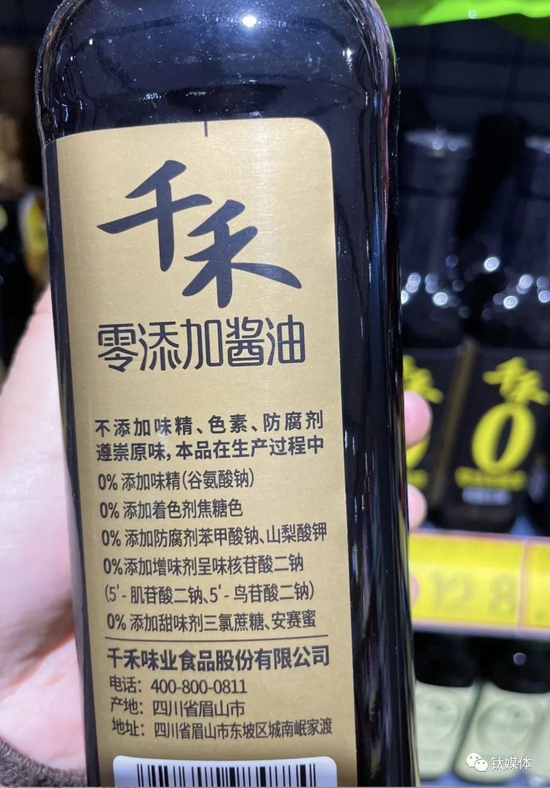 千禾
零添加酱油
不添加味精、色素、防腐剂
遵崇原味,本品在生产过程中
0% 添加味精(谷氨酸钠)
0% 添加着色剂焦糖色
0% 添加防腐剂苯甲酸钠、山梨酸钾
0%添加增味剂呈味核苷酸二钠
(5'-肌苷酸二钠、5'-鸟苷酸二钠)
0% 添加甜味剂三氯蔗糖、安赛蜜
千禾味业食品股份有限公司
电话: 400-800-0811
产地: 四川省眉山市
地址: 四川省眉山市东坡区城南岷家渡
千禾
0
12.8
钛媒体